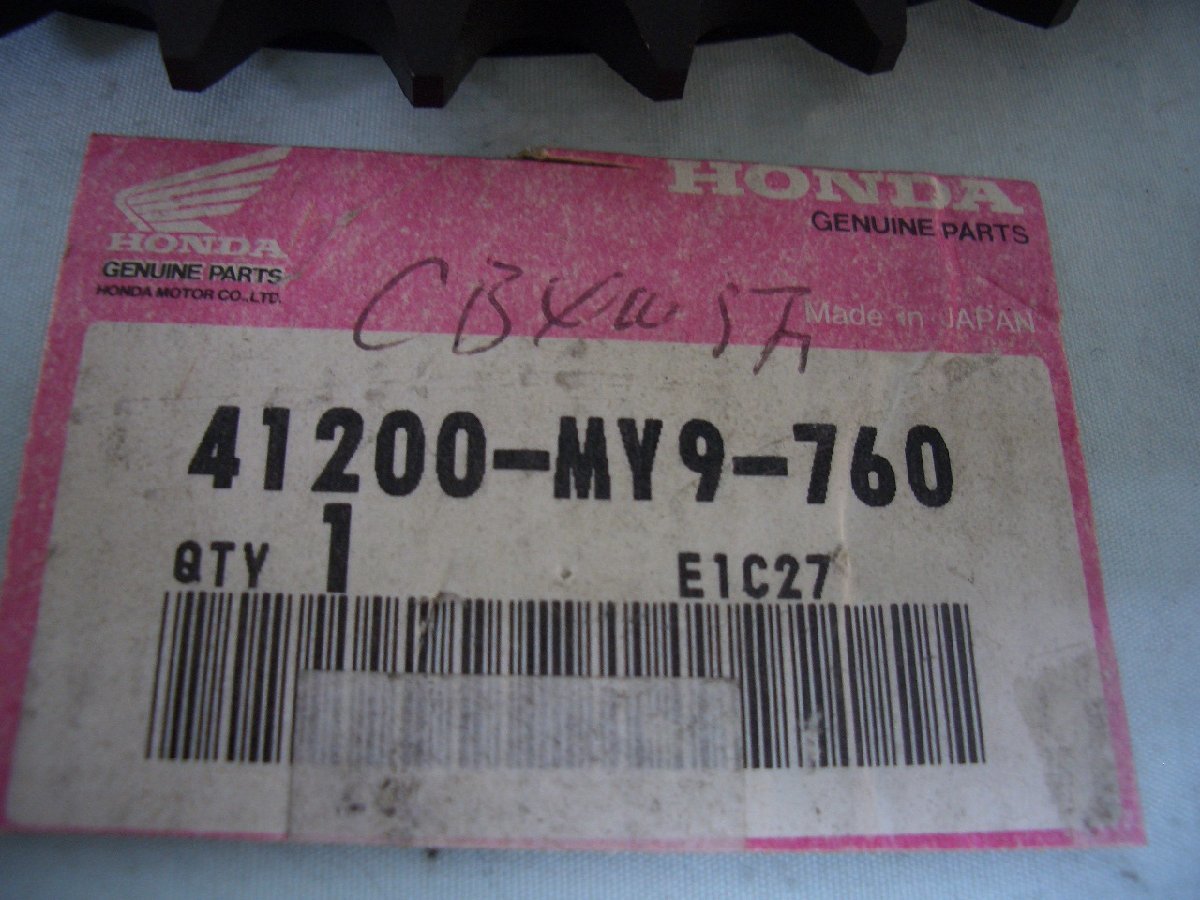 HONDA
GENUINE PARTS
HONDA MOTOR CO., LTD.
HONDA
GENUINE PARTS
Made in JAPAN
41200-MY9-760
QTY 1
E1C27